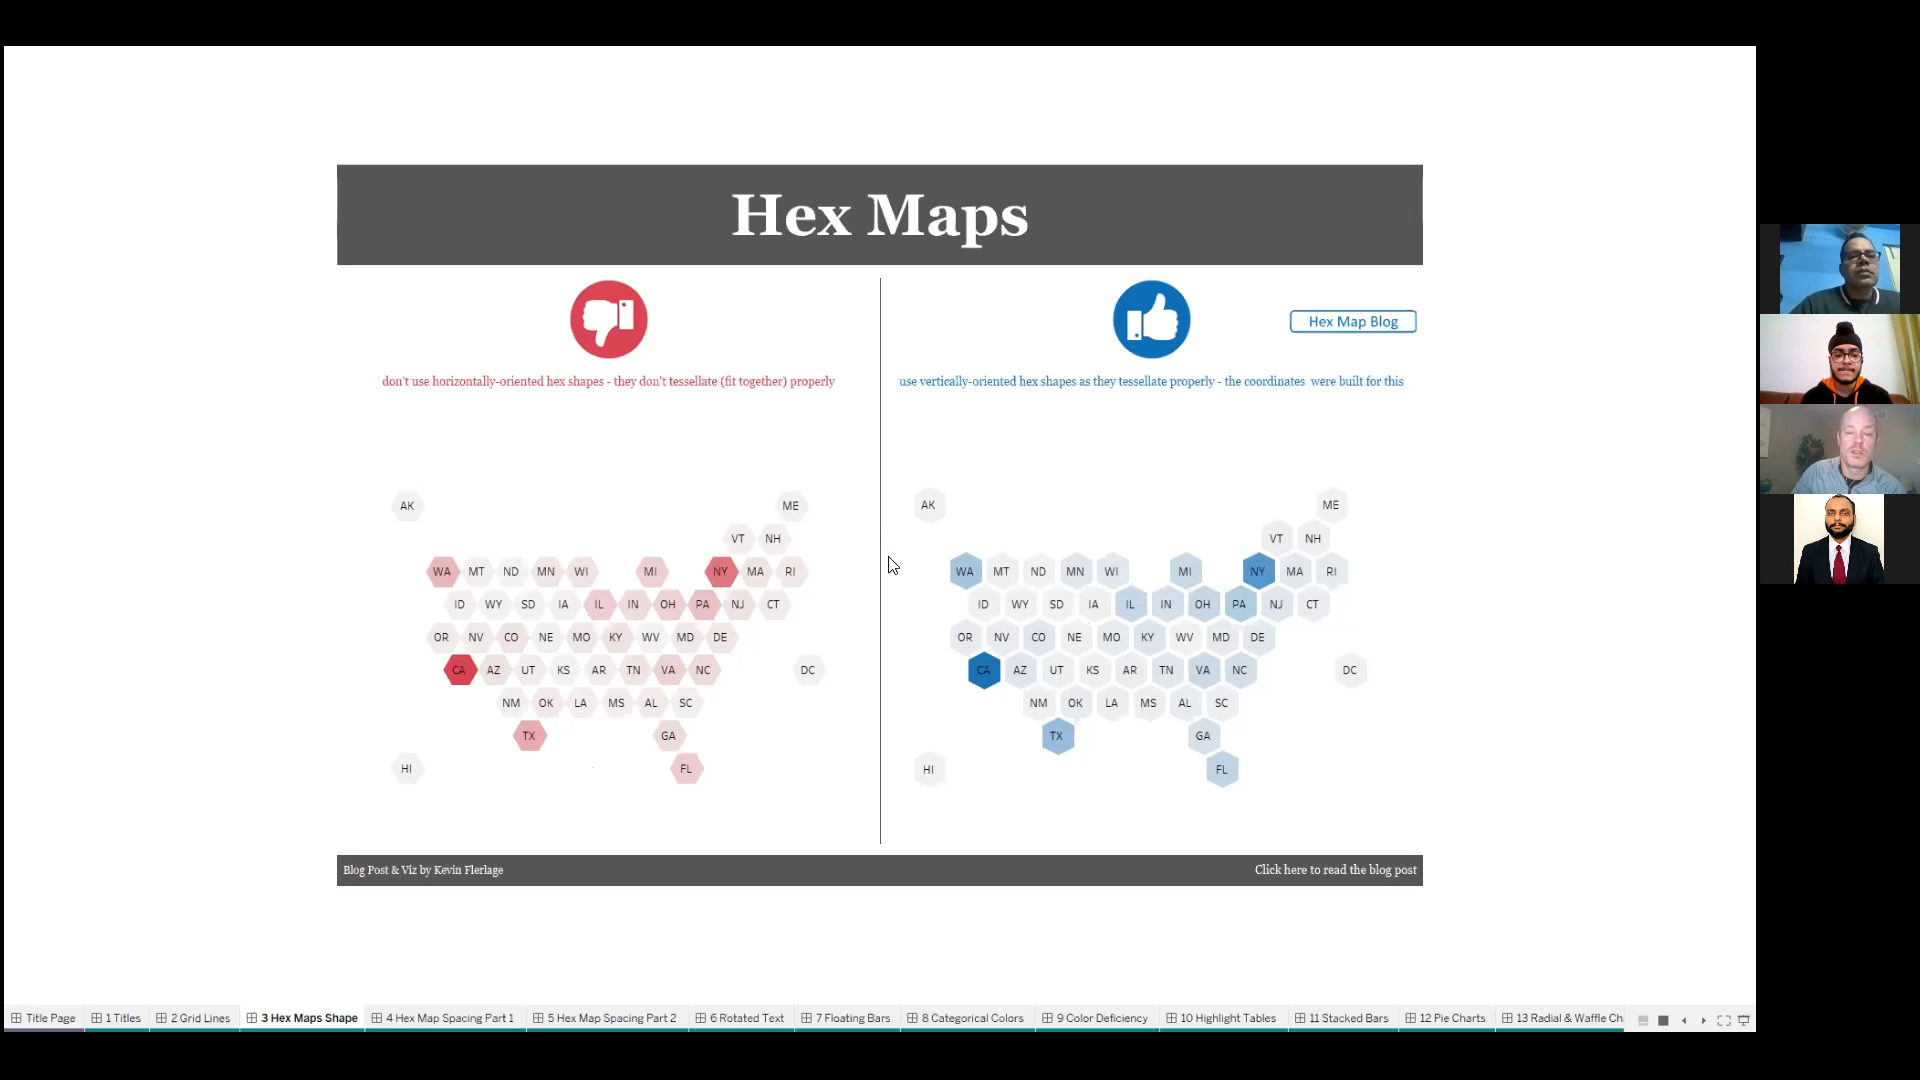 Hex Maps
Hex Map Blog
don't use horizontally-oriented hex shapes - they don't tessellate (fit together) properly
use vertically-oriented hex shapes as they tessellate properly - the coordinates were built for this
AK ME
VT NH
WA MT ND MN WI MI NY MA RI
ID WY SD IA IL IN OH PA NJ CT
OR NV CO NE MO KY WV MD DE
CA AZ UT KS AR TN VA NC DC
NM OK LA MS AL SC
TX GA
HI FL
AK ME
VT NH
WA MT ND MN WI MI NY MA RI
ID WY SD IA IL IN OH PA NJ CT
OR NV CO NE MO KY WV MD DE
CA AZ UT KS AR TN VA NC DC
NM OK LA MS AL SC
TX GA
HI FL
Blog Post & Viz by Kevin Flerlage
Click here to read the blog post
Title Page 1 Titles 2 Grid Lines 3 Hex Maps Shape 4 Hex Map Spacing Part 1 5 Hex Map Spacing Part 2 6 Rotated Text 7 Floating Bars 8 Categorical Colors 9 Color Deficiency 10 Highlight Tables 11 Stacked Bars 12 Pie Charts 13 Radial & Waffle Ch